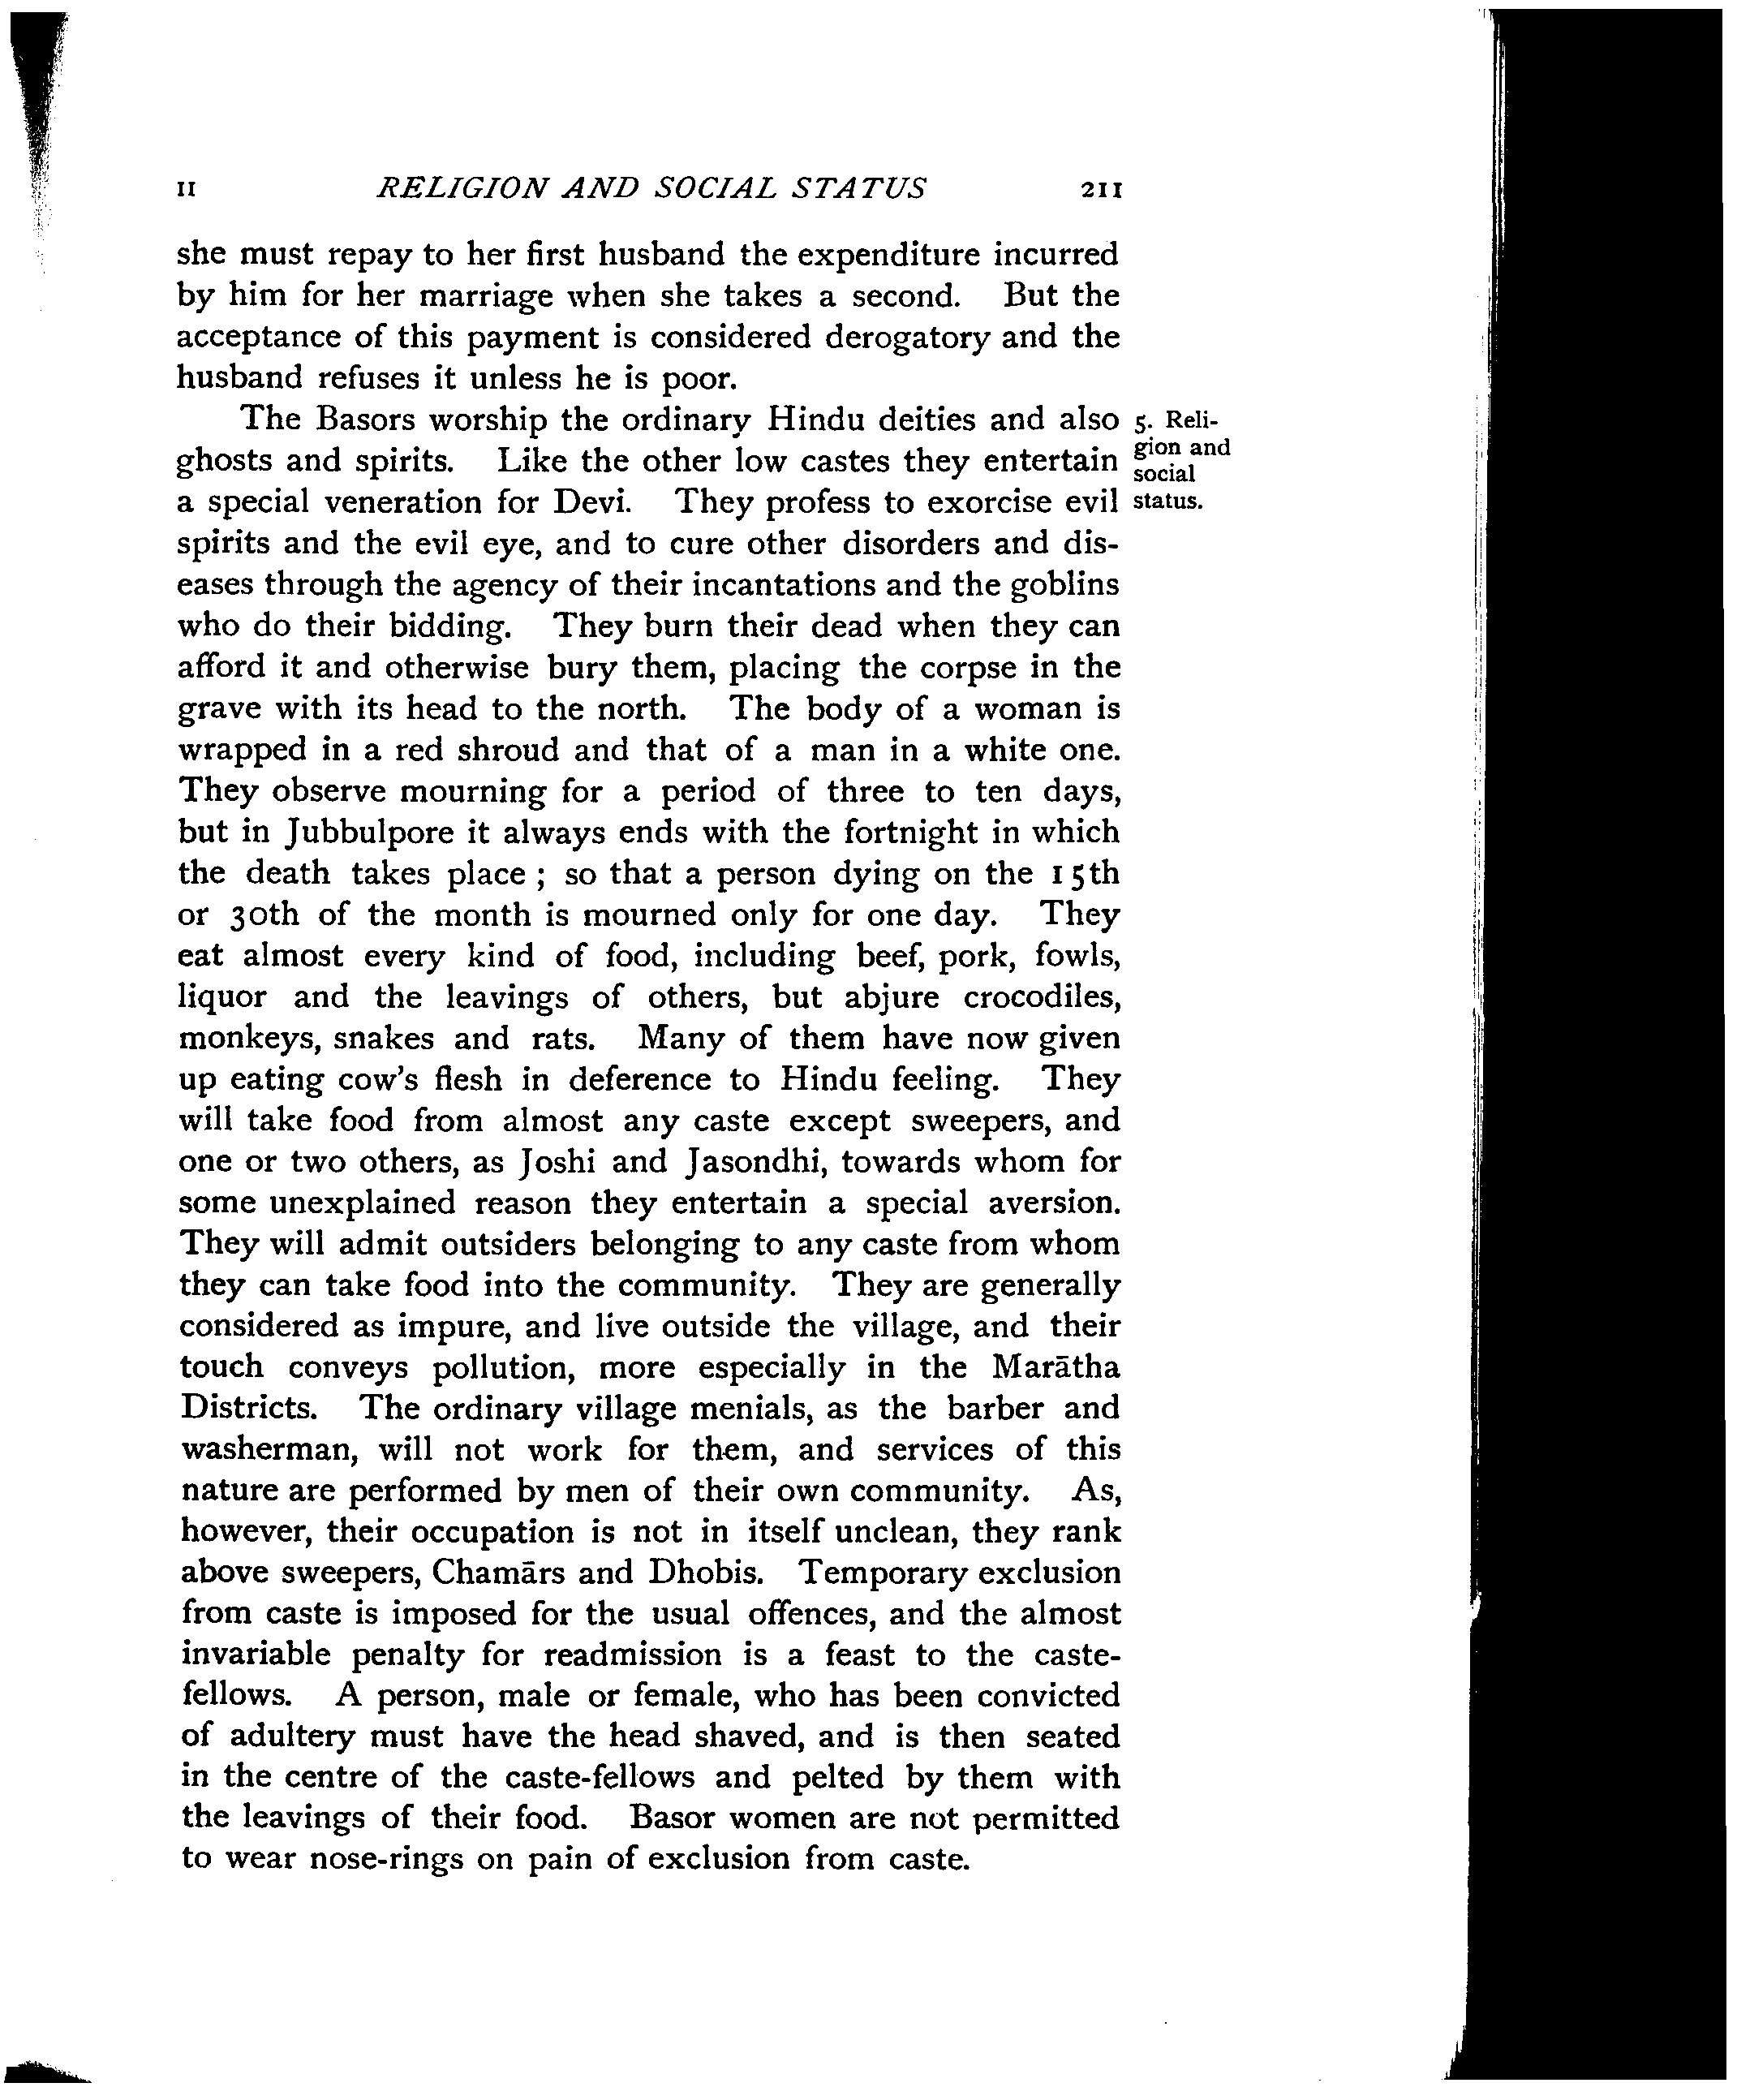 II RELIGION AND SOCIAL STATUS 211
she must repay to her first husband the expenditure incurred
by him for her marriage when she takes a second. But the
acceptance of this payment is considered derogatory and the
husband refuses it unless he is poor.
The Basors worship the ordinary Hindu deities and also
ghosts and spirits. Like the other low castes they entertain
a special veneration for Devi. They profess to exorcise evil
spirits and the evil eye, and to cure other disorders and dis-
eases through the agency of their incantations and the goblins
who do their bidding. They burn their dead when they can
afford it and otherwise bury them, placing the corpse in the
grave with its head to the north. The body of a woman is
wrapped in a red shroud and that of a man in a white one.
They observe mourning for a period of three to ten days,
but in Jubbulpore it always ends with the fortnight in which
the death takes place ; so that a person dying on the 15th
or 30th of the month is mourned only for one day. They
eat almost every kind of food, including beef, pork, fowls,
liquor and the leavings of others, but abjure crocodiles,
monkeys, snakes and rats. Many of them have now given
up eating cow's flesh in deference to Hindu feeling. They
will take food from almost any caste except sweepers, and
one or two others, as Joshi and Jasondhi, towards whom for
some unexplained reason they entertain a special aversion.
They will admit outsiders belonging to any caste from whom
they can take food into the community. They are generally
considered as impure, and live outside the village, and their
touch conveys pollution, more especially in the Marātha
Districts. The ordinary village menials, as the barber and
washerman, will not work for them, and services of this
nature are performed by men of their own community. As,
however, their occupation is not in itself unclean, they rank
above sweepers, Chamārs and Dhobis. Temporary exclusion
from caste is imposed for the usual offences, and the almost
invariable penalty for readmission is a feast to the caste-
fellows. A person, male or female, who has been convicted
of adultery must have the head shaved, and is then seated
in the centre of the caste-fellows and pelted by them with
the leavings of their food. Basor women are not permitted
to wear nose-rings on pain of exclusion from caste.
5. Reli-
gion and
social
status.